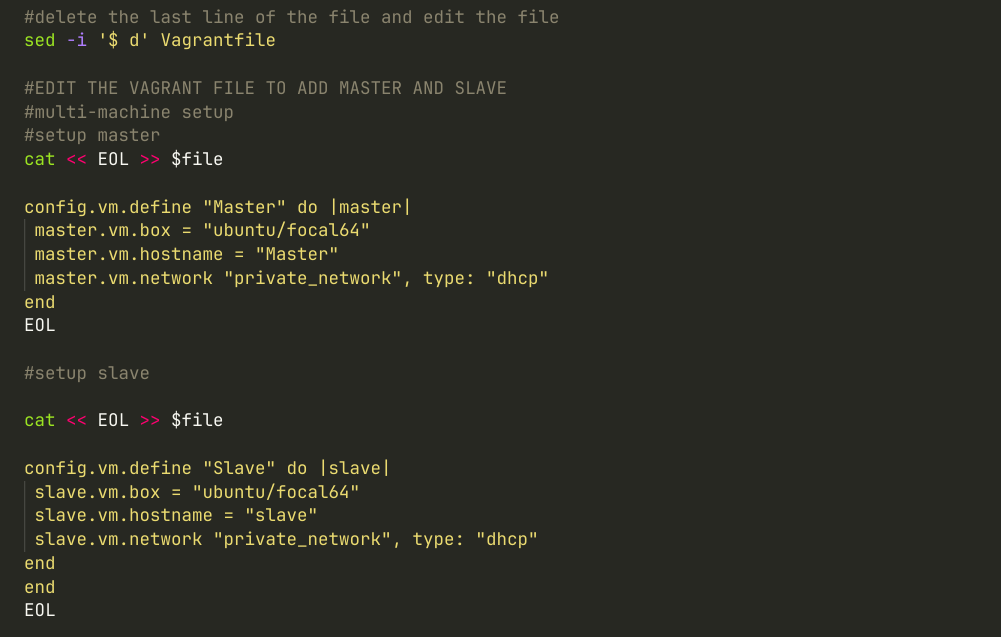 #delete the last line of the file and edit the file
sed -i '$ d' Vagrantfile
#EDIT THE VAGRANT FILE TO ADD MASTER AND SLAVE
#multi-machine setup
#setup master
cat << EOL >> $file
config.vm.define "Master" do |master|
master.vm.box = "ubuntu/focal64"
master.vm.hostname = "Master"
master.vm.network "private_network", type: "dhcp"
end
EOL
#setup slave
cat << EOL >> $file
config.vm.define "Slave" do |slave|
slave.vm.box = "ubuntu/focal64"
slave.vm.hostname = "slave"
slave.vm.network "private_network", type: "dhcp"
end
end
EOL